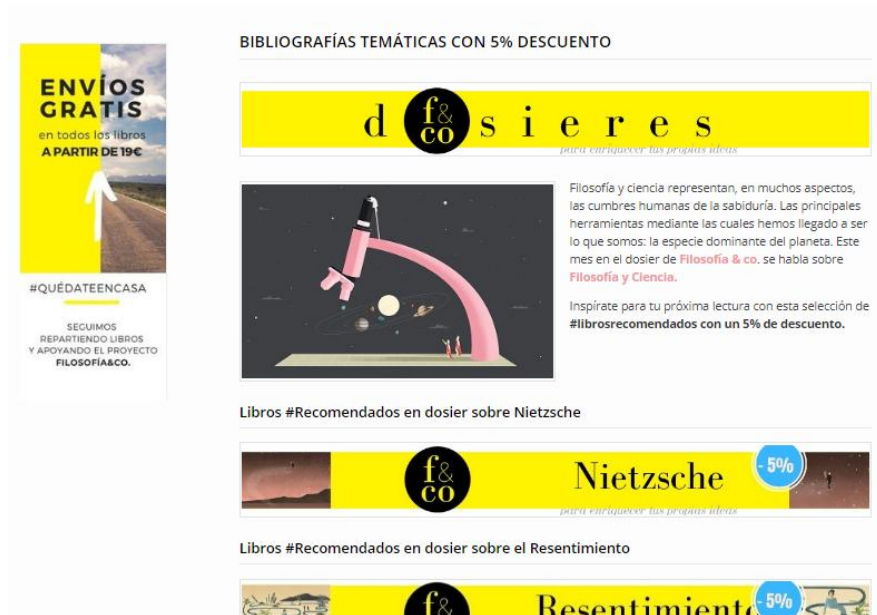 BIBLIOGRAFÍAS TEMÁTICAS CON 5% DESCUENTO
ENVÍOS
GRATIS
en todos los libros
A PARTIR DE 19€
#QUÉDATEENCASA
SEGUIMOS
REPARTIENDO LIBROS
Y APOYANDO EL PROYECTO
FILOSOFÍA&CO.
d f&co sieres
para enriquecer tus propias ideas
Filosofía y ciencia representan, en muchos aspectos,
las cumbres humanas de la sabiduría. Las principales
herramientas mediante las cuales hemos llegado a ser
lo que somos: la especie dominante del planeta. Este
mes en el dosier de Filosofía & co. se habla sobre
Filosofía y Ciencia.
Inspírate para tu próxima lectura con esta selección de
#librosrecomendados con un 5% de descuento.
Libros #Recomendados en dosier sobre Nietzsche
f&co Nietzsche - 5%
para enriquecer tus propias ideas
Libros #Recomendados en dosier sobre el Resentimiento
f& Resentimiento - 5%